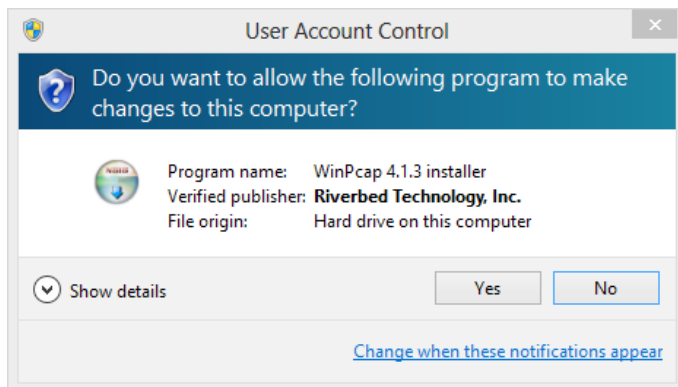 User Account Control
Do you want to allow the following program to make
changes to this computer?
Program name: WinPcap 4.1.3 installer
Verified publisher: Riverbed Technology, Inc.
File origin: Hard drive on this computer
Show details
Yes
No
Change when these notifications appear